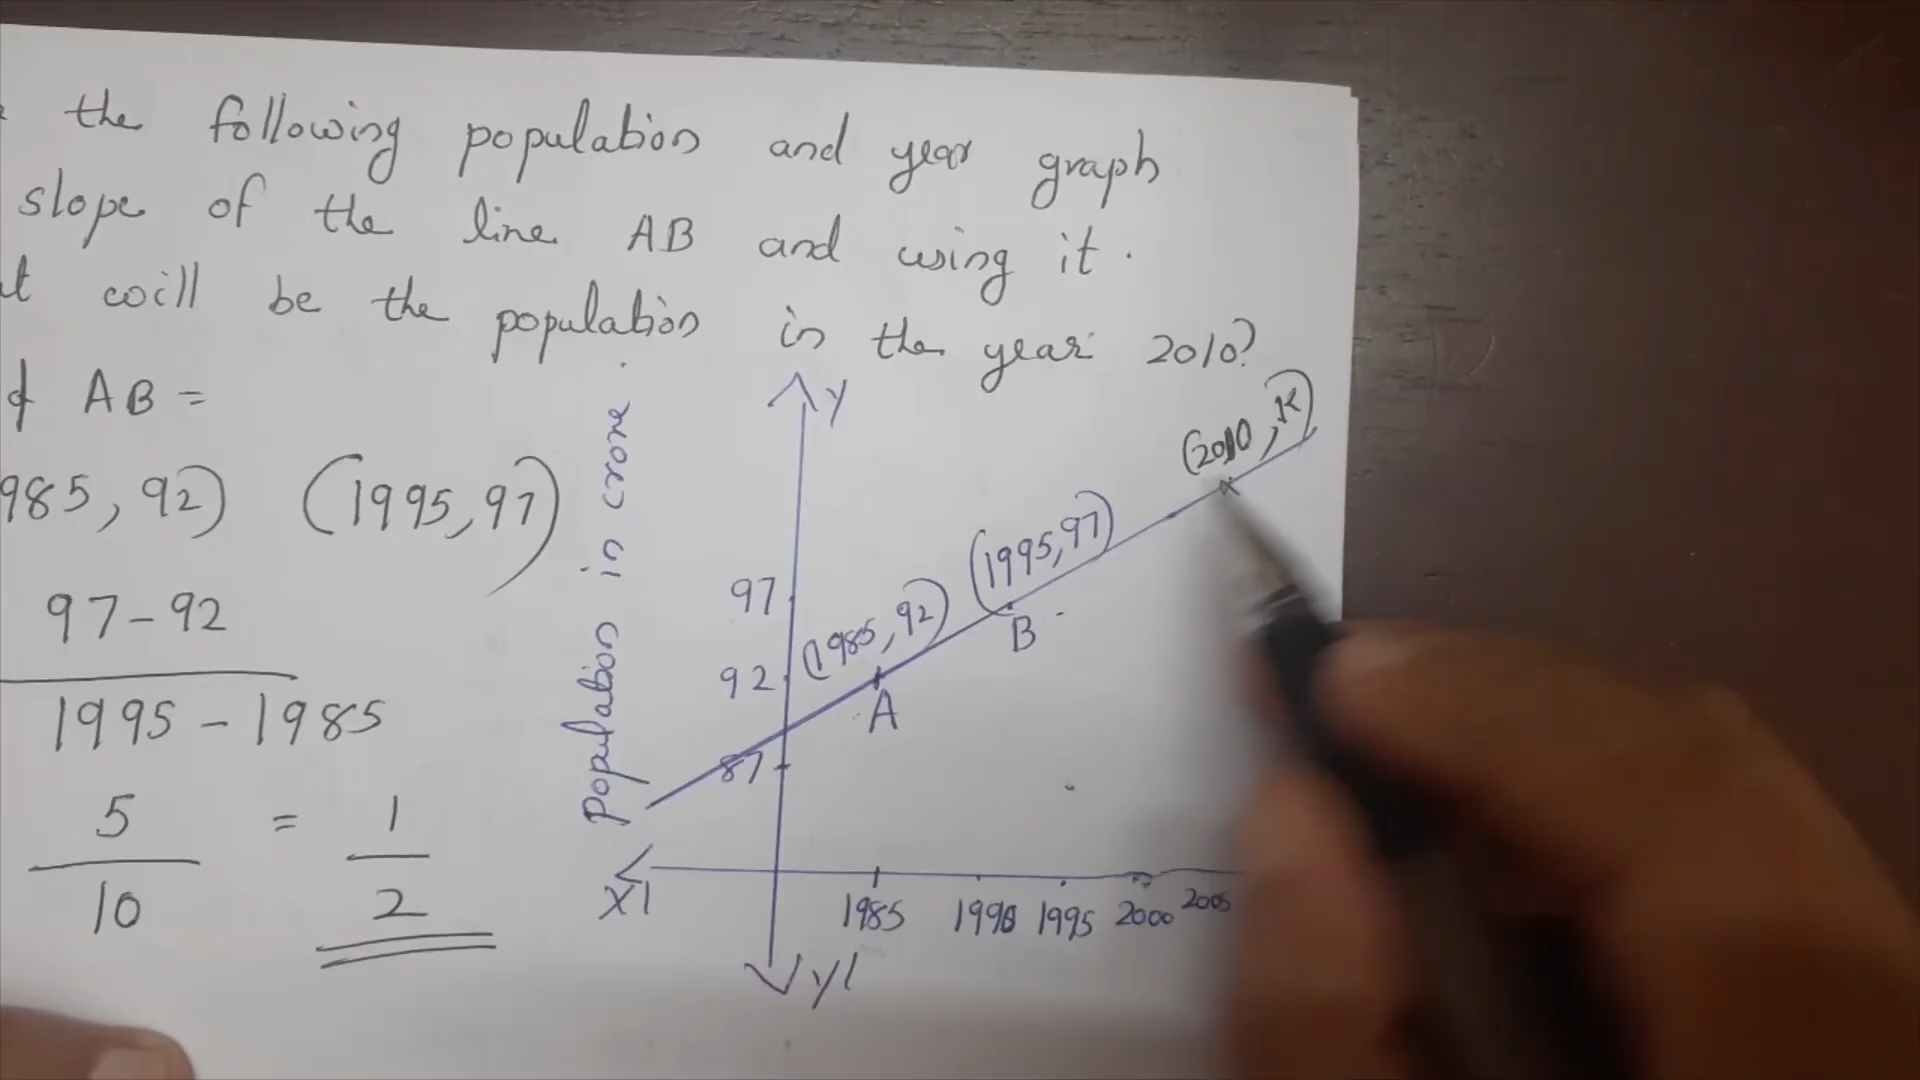 the following population and year graph
slope of the line AB and using it.
will be the population in the year 2010?
AB =
985, 92) (1995, 97)
97 - 92
1995 - 1985
5
10
=
1
2
Population in crore.
Y
97
92
87
(1985, 92)
A
(1995, 97)
B
(2010, K)
X1
1985 1990 1995 2000 2005
Y1